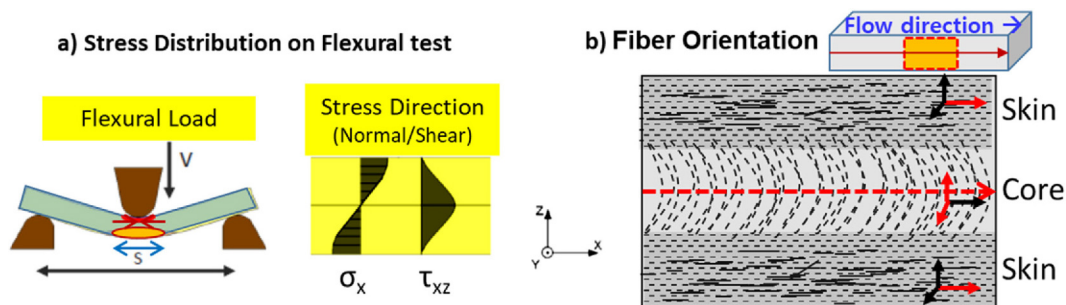 a) Stress Distribution on Flexural test
Flexural Load
V
S
Stress Direction
(Normal/Shear)
σx
τxz
Z
Y
X
b) Fiber Orientation
Flow direction →
Skin
Core
Skin